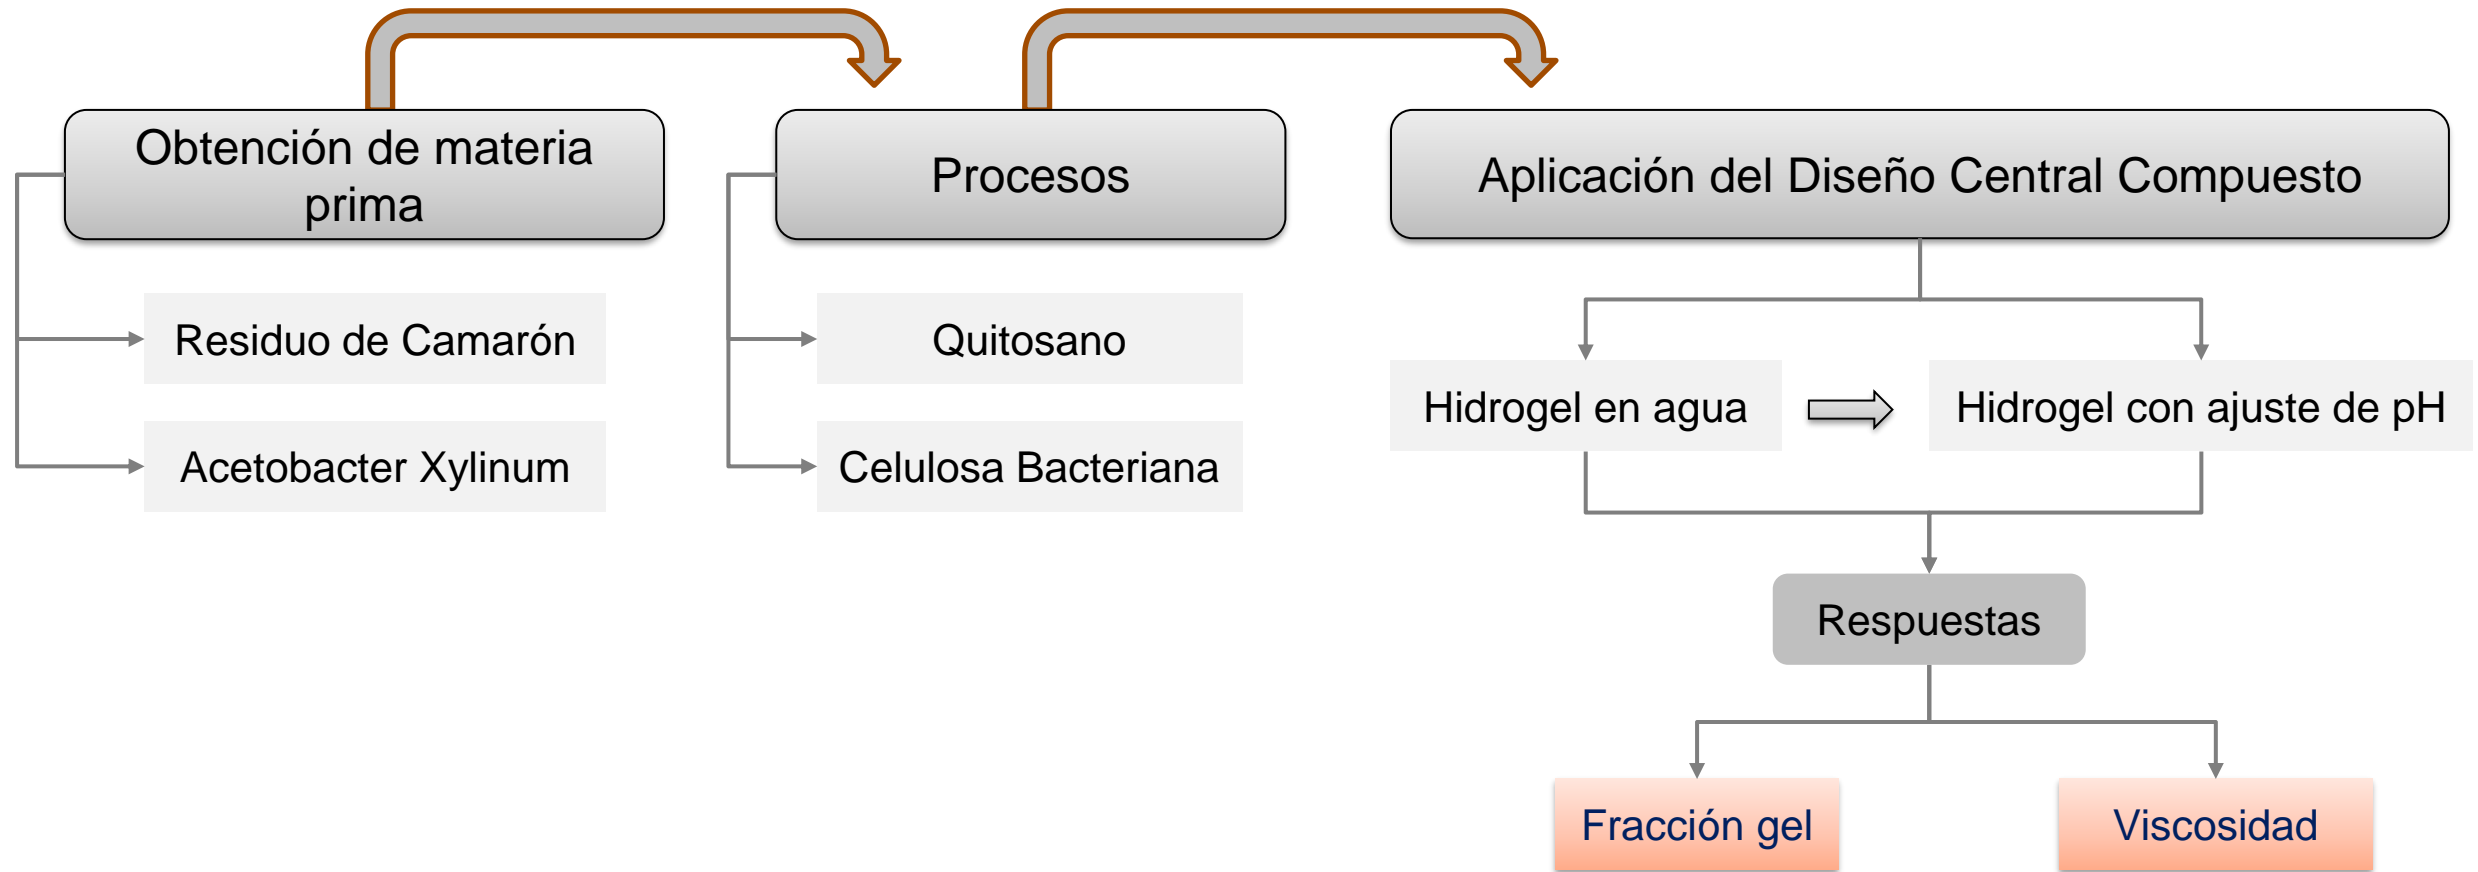 Obtención de materia
prima
Residuo de Camarón
Acetobacter Xylinum
Procesos
Quitosano
Celulosa Bacteriana
Aplicación del Diseño Central Compuesto
Hidrogel en agua
Hidrogel con ajuste de pH
Respuestas
Fracción gel
Viscosidad